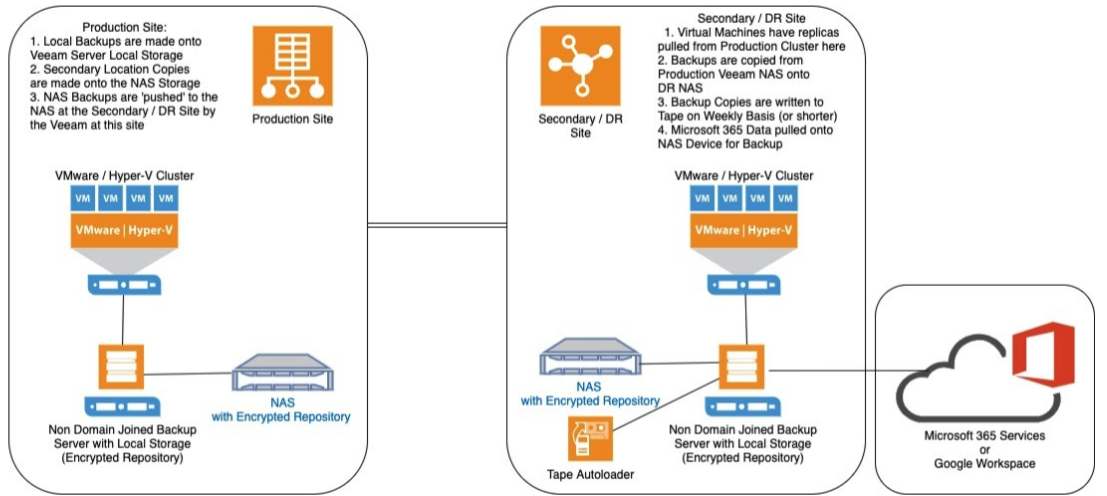 Production Site:
1. Local Backups are made onto
Veeam Server Local Storage
2. Secondary Location Copies
are made onto the NAS Storage
3. NAS Backups are 'pushed' to the
NAS at the Secondary / DR Site by
the Veeam at this site
Production Site
VMware / Hyper-V Cluster
VM VM VM VM
VMware | Hyper-V
NAS
with Encrypted Repository
Non Domain Joined Backup
Server with Local Storage
(Encrypted Repository)
Secondary / DR Site
1. Virtual Machines have replicas
pulled from Production Cluster here
2. Backups are copied from
Production Veeam NAS onto
DR NAS
3. Backup Copies are written to
Tape on Weekly Basis (or shorter)
4. Microsoft 365 Data pulled onto
NAS Device for Backup
Secondary / DR
Site
VMware / Hyper-V Cluster
VM VM VM VM
VMware | Hyper-V
NAS
with Encrypted Repository
Tape Autoloader
Non Domain Joined Backup
Server with Local Storage
(Encrypted Repository)
Microsoft 365 Services
or
Google Workspace